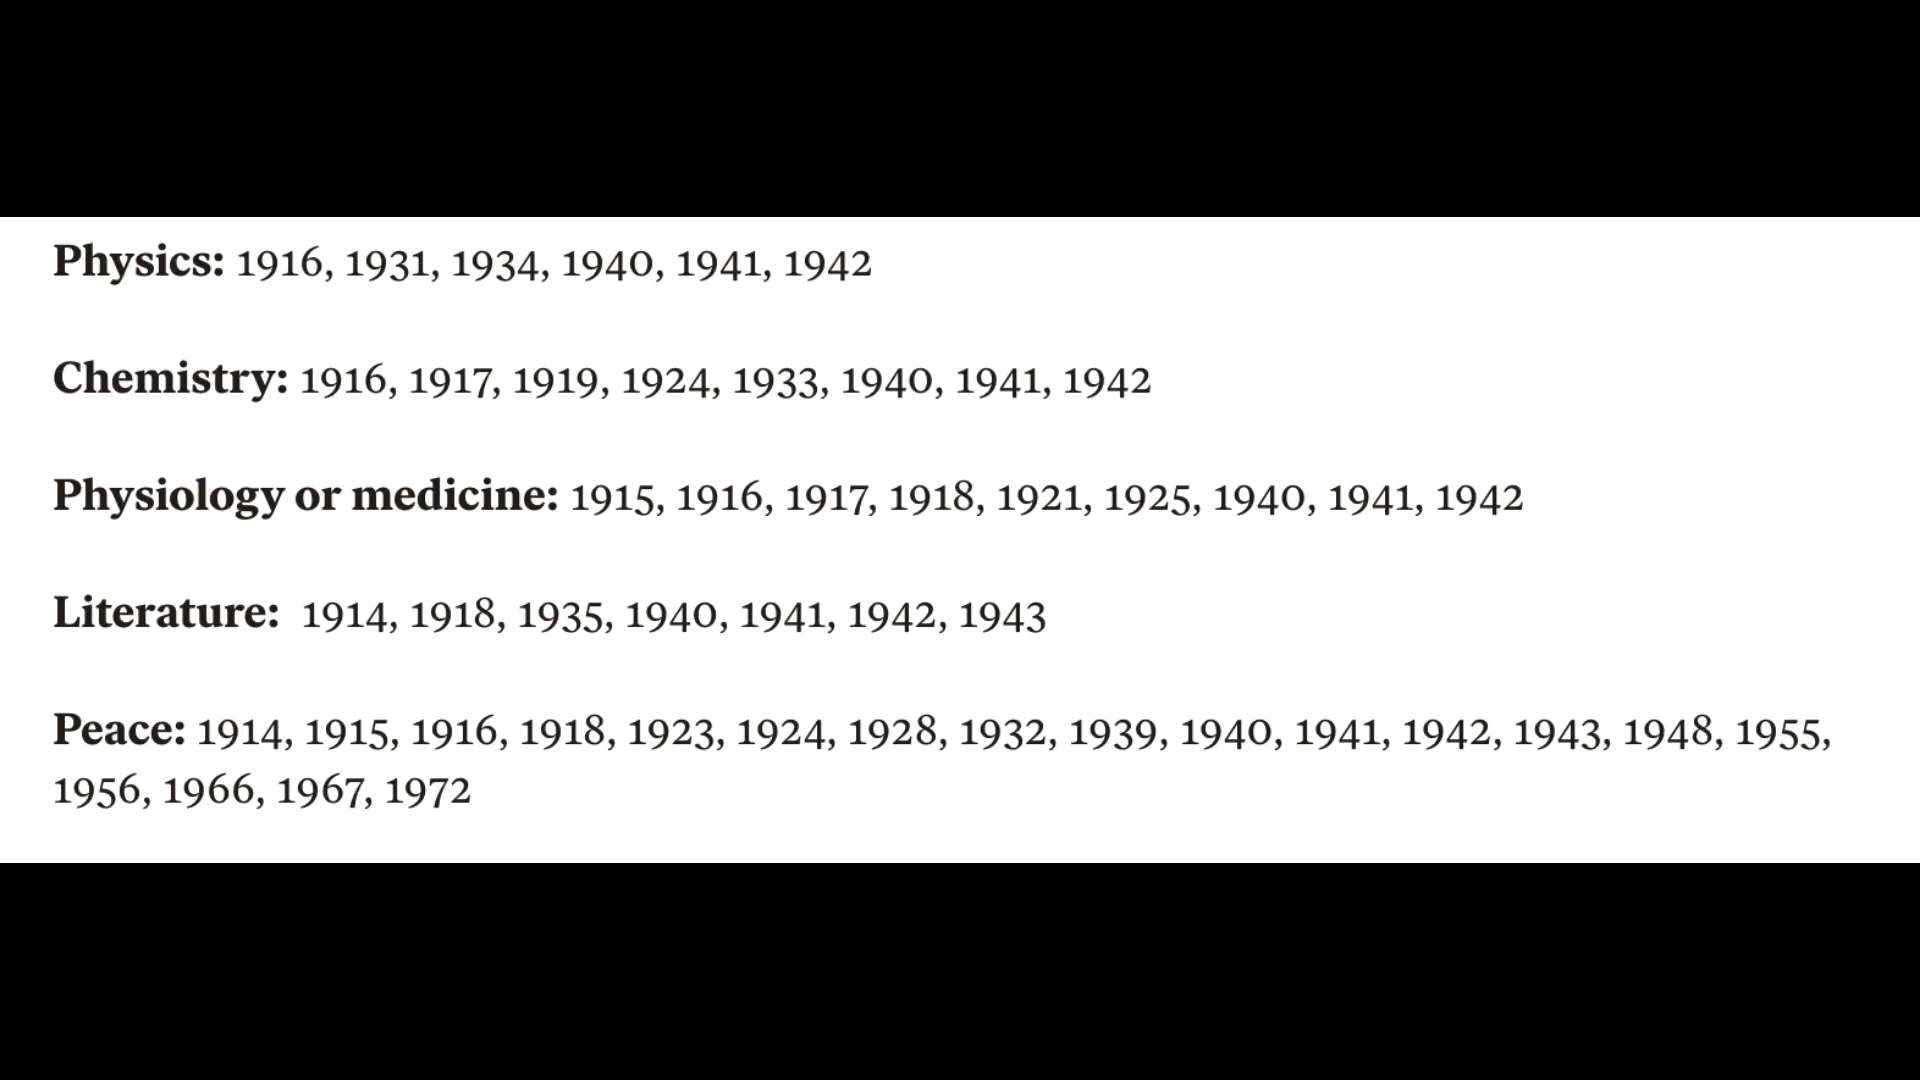 Physics: 1916, 1931, 1934, 1940, 1941, 1942
Chemistry: 1916, 1917, 1919, 1924, 1933, 1940, 1941, 1942
Physiology or medicine: 1915, 1916, 1917, 1918, 1921, 1925, 1940, 1941, 1942
Literature: 1914, 1918, 1935, 1940, 1941, 1942, 1943
Peace: 1914, 1915, 1916, 1918, 1923, 1924, 1928, 1932, 1939, 1940, 1941, 1942, 1943, 1948, 1955,
1956, 1966, 1967, 1972